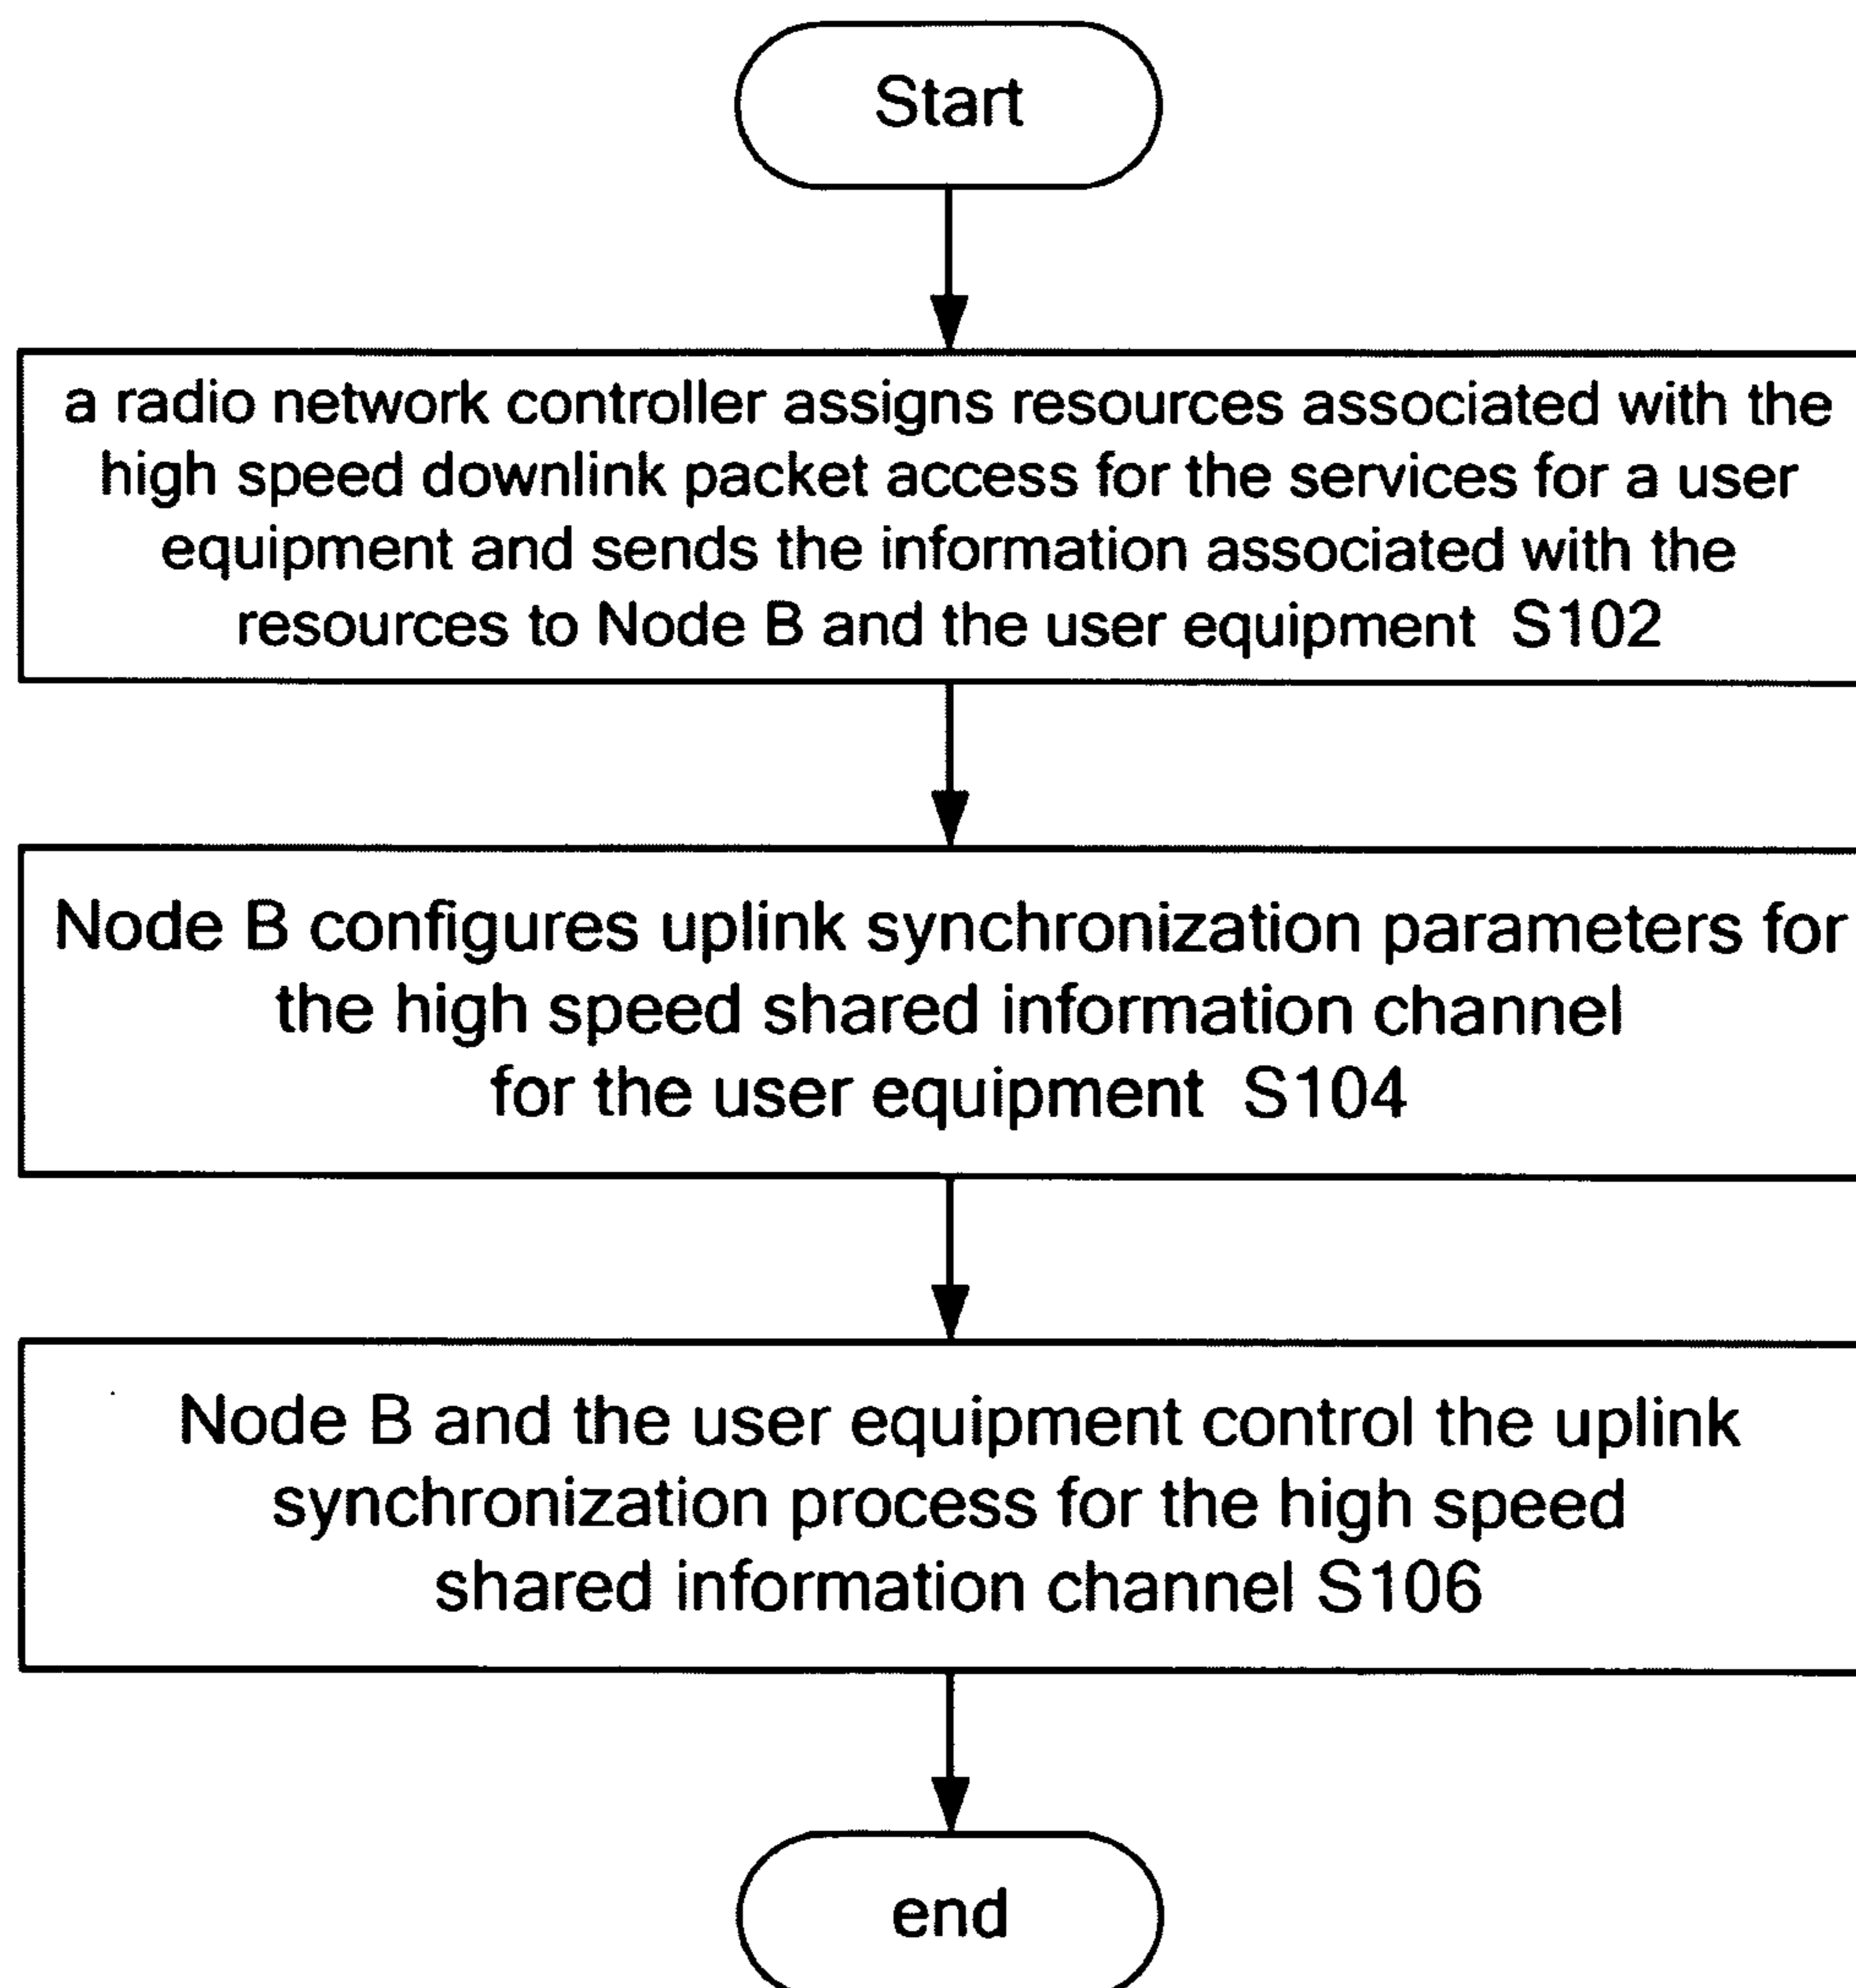 Start
a radio network controller assigns resources associated with the
high speed downlink packet access for the services for a user
equipment and sends the information associated with the
resources to Node B and the user equipment S102
Node B configures uplink synchronization parameters for
the high speed shared information channel
for the user equipment S104
Node B and the user equipment control the uplink
synchronization process for the high speed
shared information channel S106
end